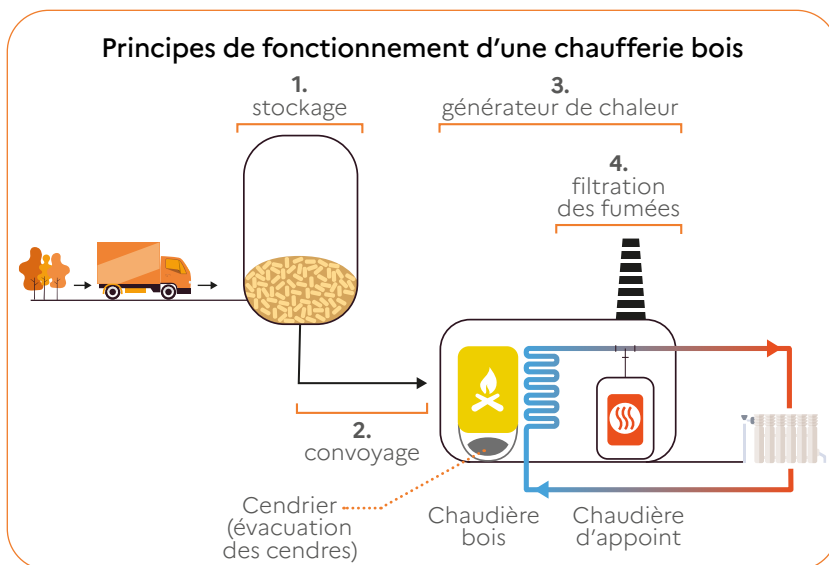 Principes de fonctionnement d’une chaufferie bois
1.
stockage
3.
générateur de chaleur
4.
filtration
des fumées
2.
convoyage
Cendrier
(évacuation
des cendres)
Chaudière
bois
Chaudière
d’appoint